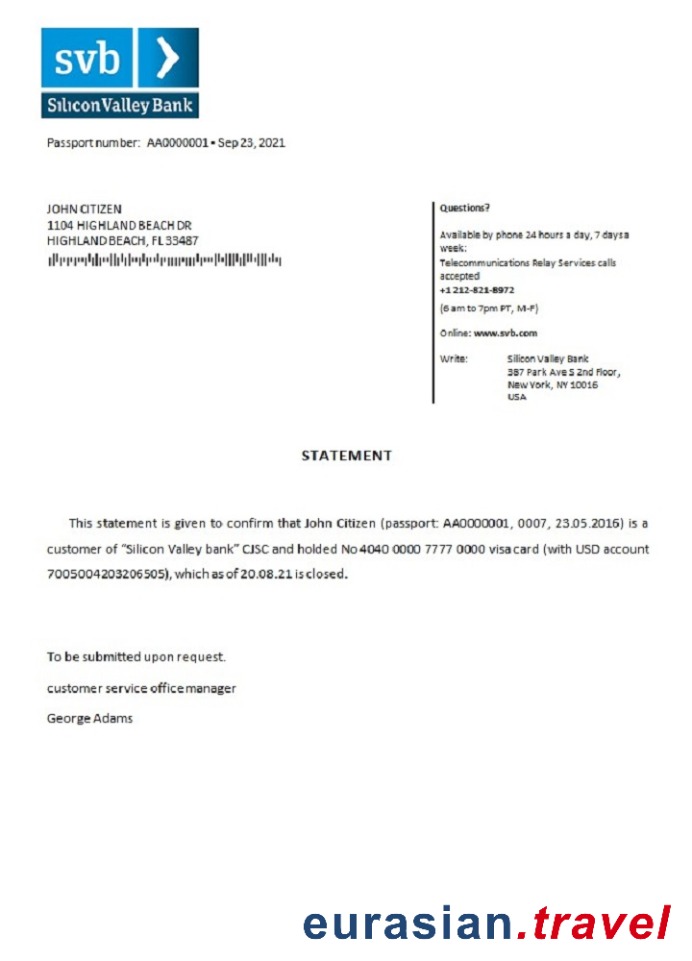 svb
Silicon Valley Bank
Passport number: AA0000001 • Sep 23, 2021
JOHN CITIZEN
1104 HIGHLAND BEACH DR
HIGHLAND BEACH, FL 33487
Questions?
Available by phone 24 hours a day, 7 days a
week:
Telecommunications Relay Services calls
accepted
+1 212-821-8972
(6 am to 7pm PT, M-F)
Online: www.svb.com
Write: Silicon Valley Bank
387 Park Ave S 2nd Floor,
New York, NY 10016
USA
STATEMENT
This statement is given to confirm that John Citizen (passport: AA0000001, 0007, 23.05.2016) is a
customer of “Silicon Valley bank” CJSC and holded No 4040 0000 7777 0000 visa card (with USD account
7005004203206505), which as of 20.08.21 is closed.
To be submitted upon request.
customer service office manager
George Adams
eurasian.travel